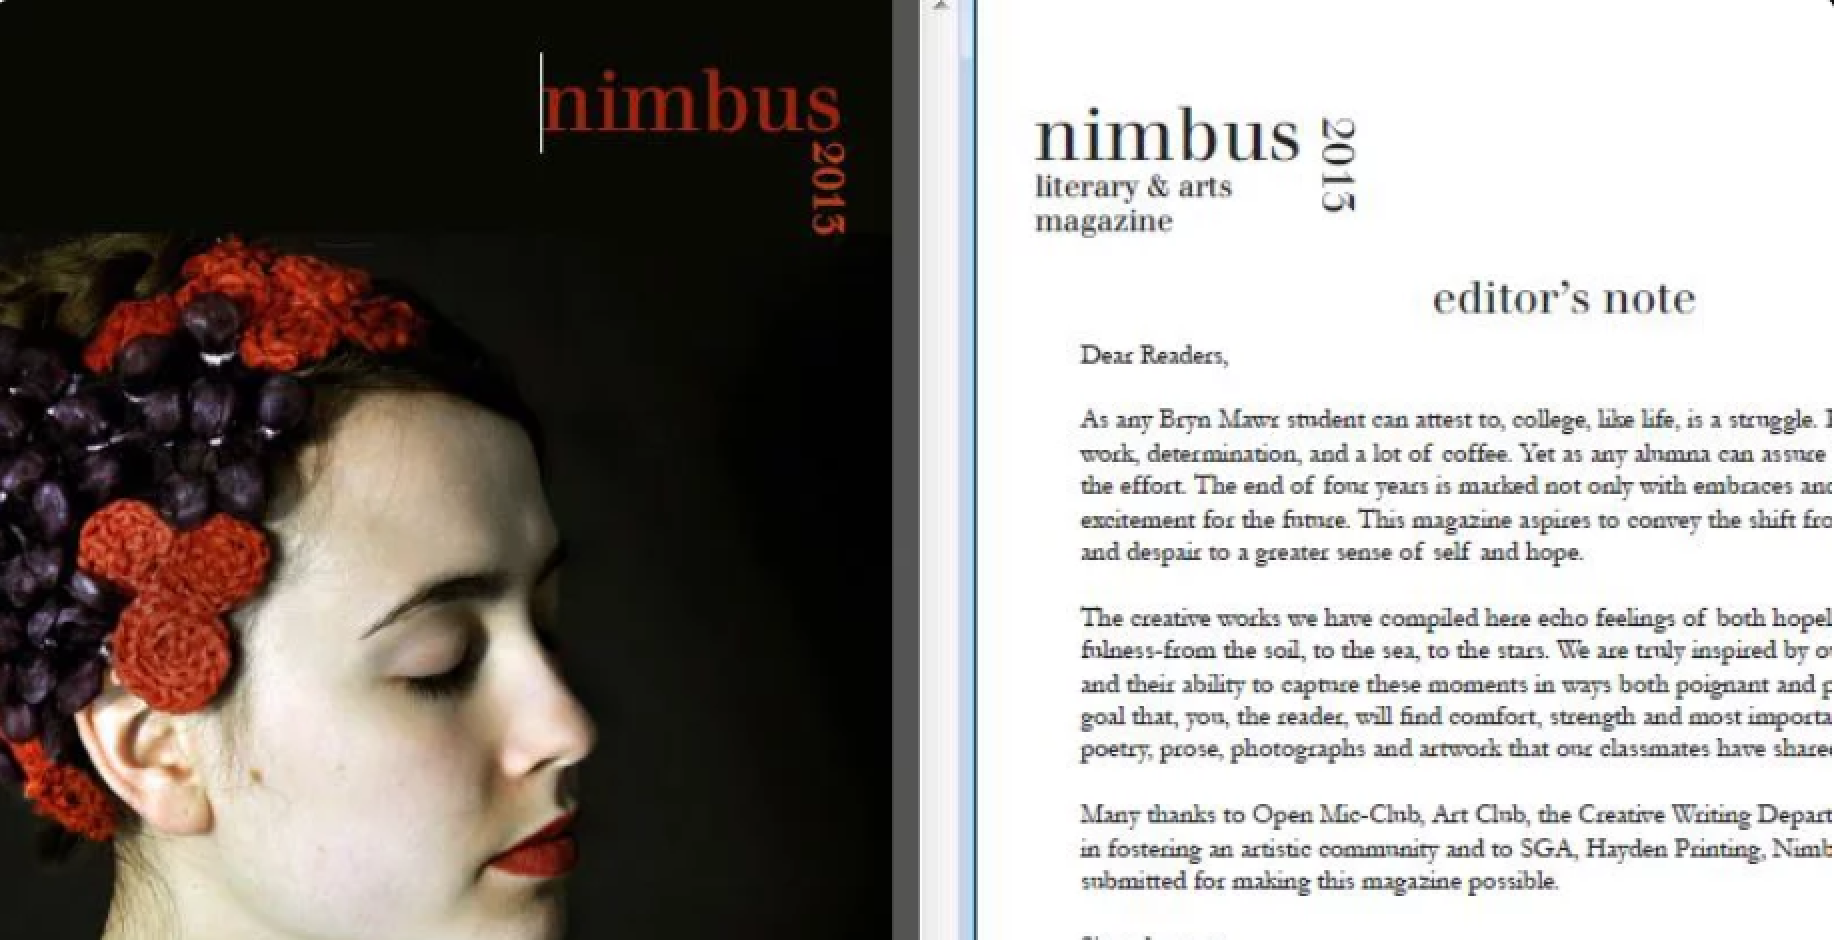 nimbus
2013
nimbus
2013
literary & arts
magazine
editor's note
Dear Readers,
As any Bryn Mawr student can attest to, college, like life, is a struggle.
work, determination, and a lot of coffee. Yet as any alumna can assure
the effort. The end of four years is marked not only with embraces and
excitement for the future. This magazine aspires to convey the shift
and despair to a greater sense of self and hope.
The creative works we have compiled here echo feelings of both
fulness-from the soil, to the sea, to the stars. We are truly inspired by
and their ability to capture these moments in ways both poignant and
goal that, you, the reader, will find comfort, strength and most
poetry, prose, photographs and artwork that our classmates have
Many thanks to Open Mic-Club, Art Club, the Creative Writing
in fostering an artistic community and to SGA, Hayden Printing,
submitted for making this magazine possible.